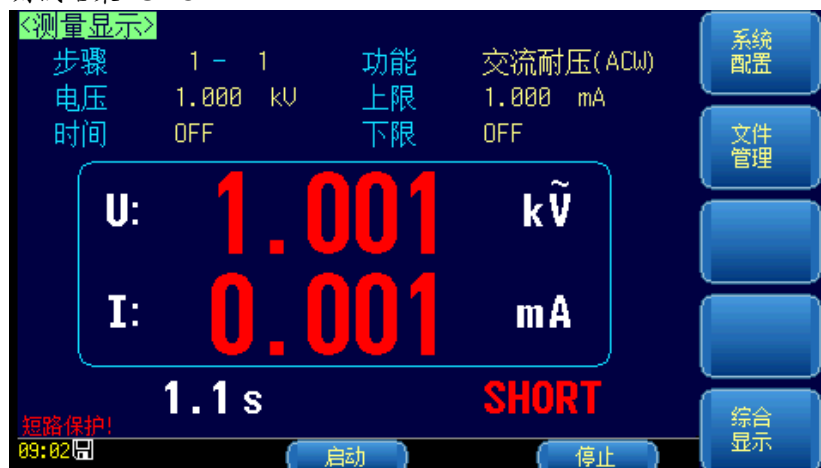 <测量显示>
步骤 1 - 1 功能 交流耐压(ACW)
电压 1.000 kV 上限 1.000 mA
时间 OFF 下限 OFF
U: 1.001 kṼ
I: 0.001 mA
1.1 s SHORT
短路保护!
09:02
启动 停止
系统
配置
文件
管理
综合
显示